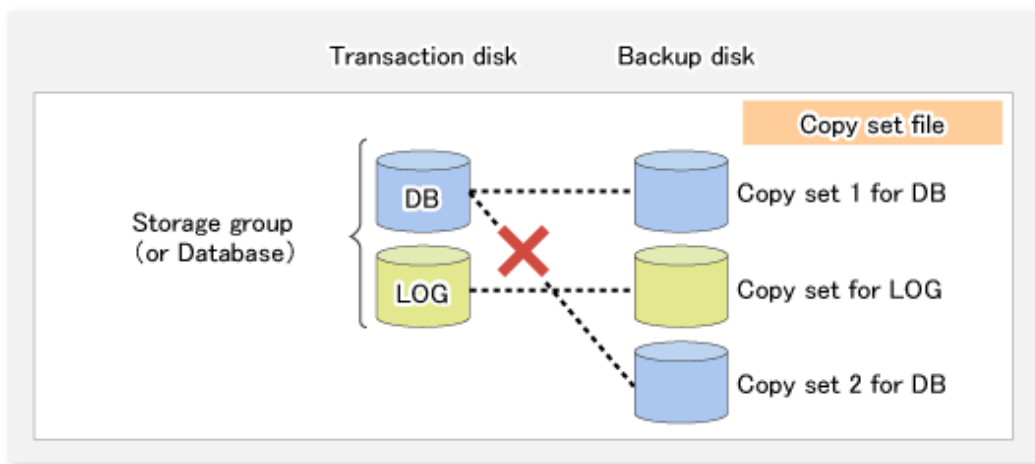 Transaction disk
Backup disk
Copy set file
DB
Copy set 1 for DB
Storage group
(or Database)
LOG
Copy set for LOG
Copy set 2 for DB